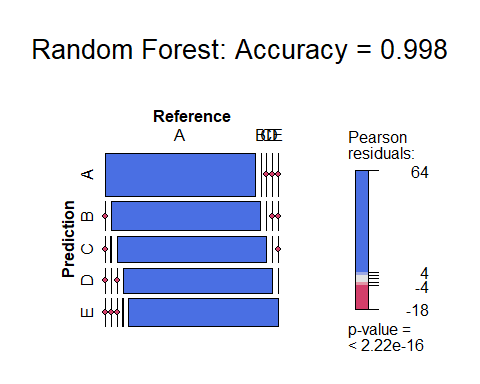 Random Forest: Accuracy = 0.998
Reference
A B C D E
Prediction
A
B
C
D
E
Pearson
residuals:
64
4
-4
-18
p-value =
< 2.22e-16